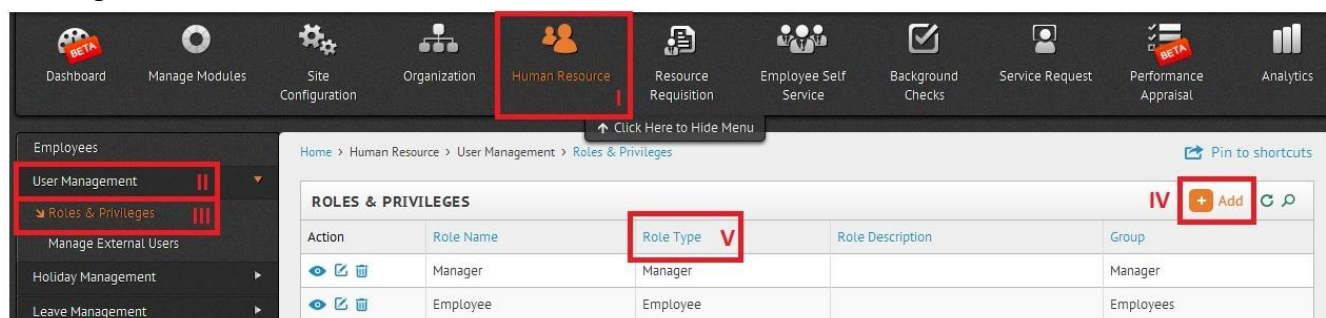 BETA
BETA
Dashboard Manage Modules Site Configuration Organization Human Resource Resource Requisition Employee Self Service Background Checks Service Request Performance Appraisal Analytics
I
Click Here to Hide Menu
Employees
Home > Human Resource > User Management > Roles & Privileges Pin to shortcuts
User Management II
ROLES & PRIVILEGES IV + Add
Roles & Privileges III
Action Role Name Role Type V Role Description Group
Manage External Users
Manager Manager Manager
Holiday Management
Employee Employee Employees
Leave Management